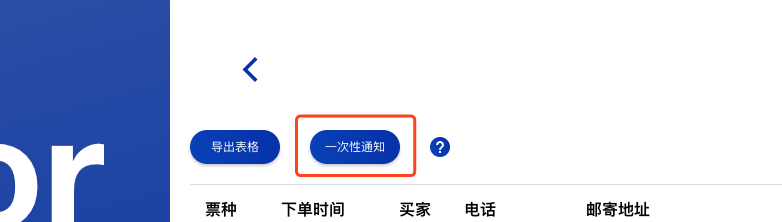 or
导出表格 一次性通知 ?
票种 下单时间 买家 电话 邮寄地址